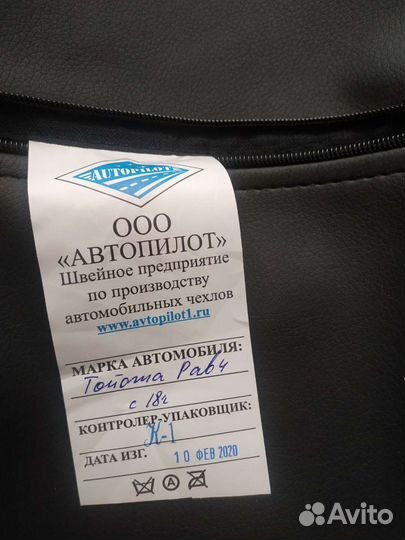 AUTOPILOT
ООО
«АВТОПИЛОТ»
Швейное предприятие
по производству
автомобильных чехлов
www.avtopilot1.ru
МАРКА АВТОМОБИЛЯ:
Тойота Рав4
с 18г
КОНТРОЛЕР-УПАКОВЩИК:
К-1
ДАТА ИЗГ. 10 ФЕВ 2020
A
Avito